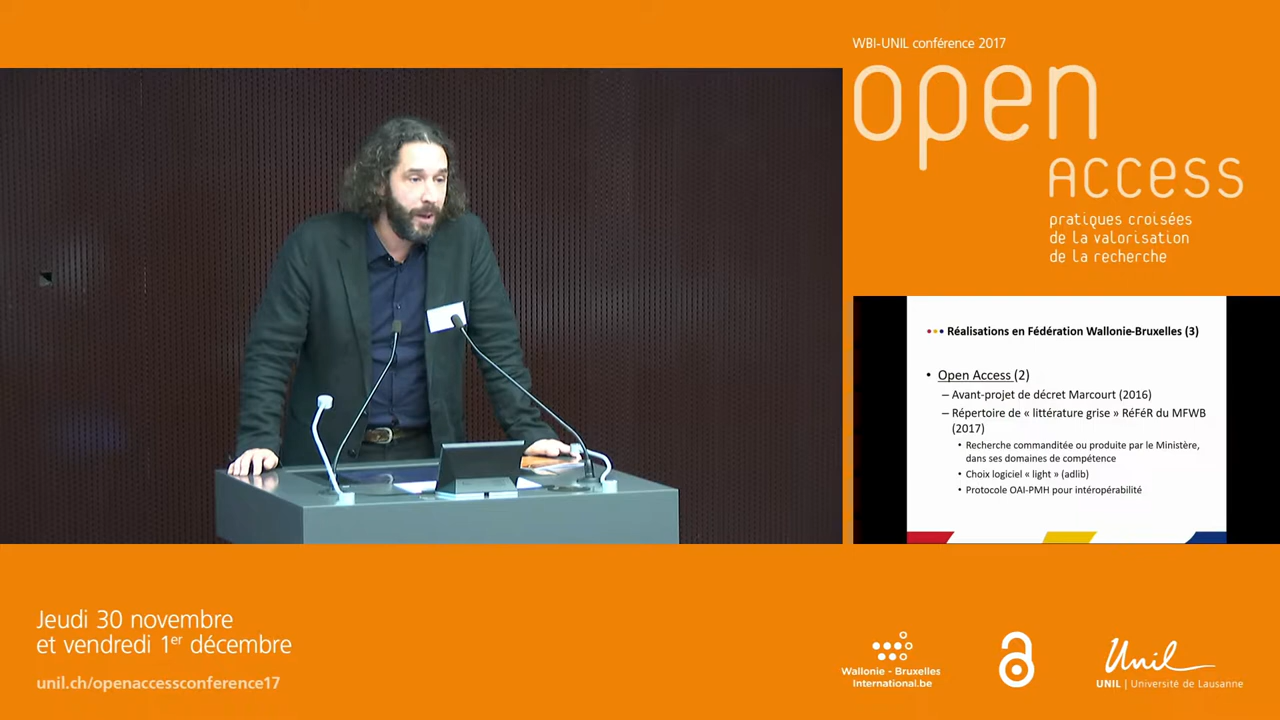 WBI-UNIL conférence 2017
open
access
pratiques croisées
de la valorisation
de la recherche
••• Réalisations en Fédération Wallonie-Bruxelles (3)
• Open Access (2)
– Avant-projet de décret Marcourt (2016)
– Répertoire de « littérature grise » RéFéR du MFWB
(2017)
• Recherche commanditée ou produite par le Ministère,
dans ses domaines de compétence
• Choix logiciel « light » (adlib)
• Protocole OAI-PMH pour intéropérabilité
Jeudi 30 novembre
et vendredi 1er décembre
unil.ch/openaccessconference17
Wallonie - Bruxelles
International.be
Unil
UNIL | Université de Lausanne